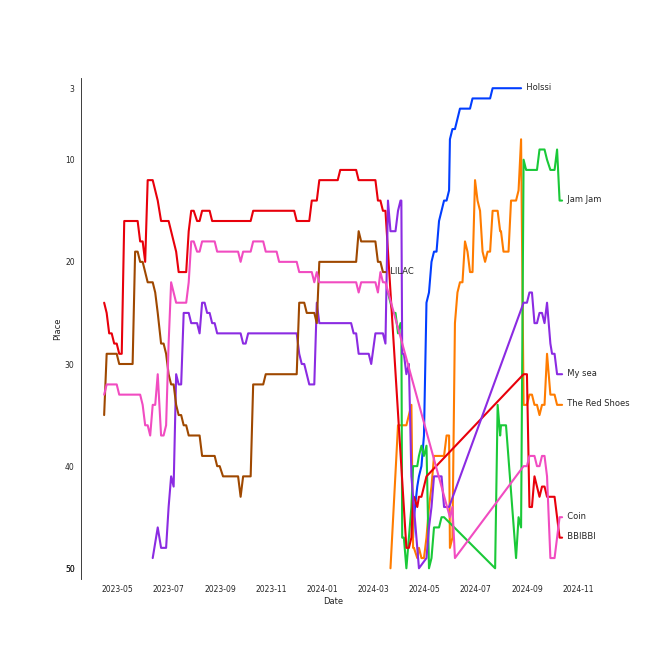 3
Holssi
10
Jam Jam
20
LILAC
Place
30
My sea
The Red Shoes
40
Coin
BBIBBI
50
2023-05 2023-07 2023-09 2023-11 2024-01 2024-03 2024-05 2024-07 2024-09 2024-11
Date